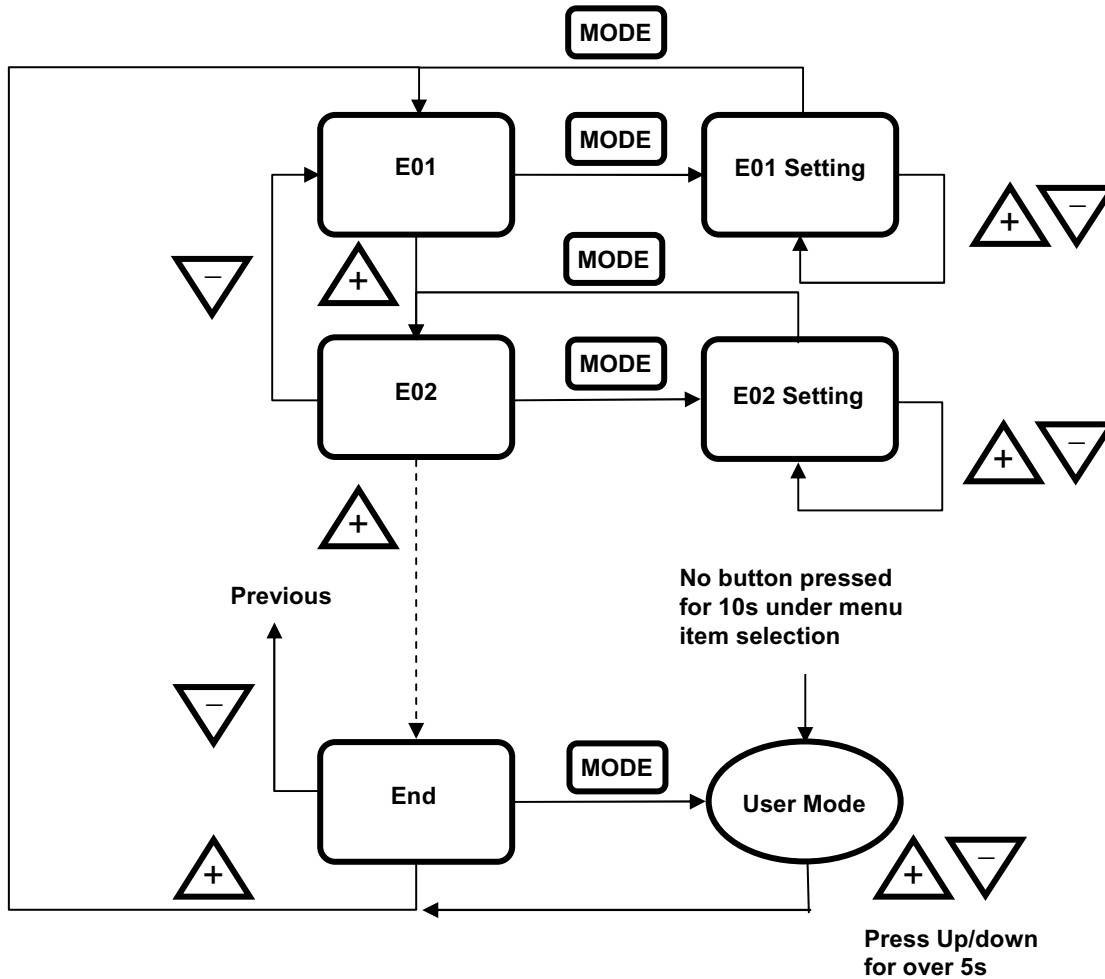 MODE
E01
MODE
E01 Setting
+
−
−
+
MODE
E02
MODE
E02 Setting
+
−
+
Previous
No button pressed
for 10s under menu
item selection
−
End
MODE
User Mode
+
+
−
Press Up/down
for over 5s